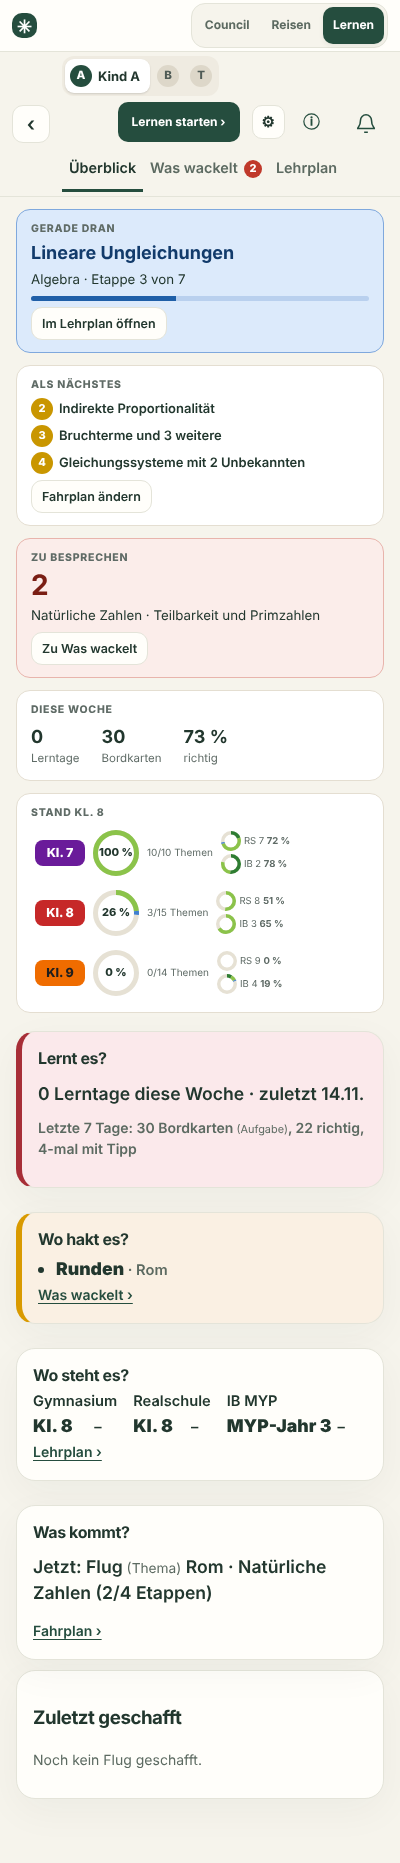 Council Reisen Lernen
A Kind A B T
‹ Lernen starten ›
Überblick Was wackelt 2 Lehrplan
GERADE DRAN
Lineare Ungleichungen
Algebra · Etappe 3 von 7
Im Lehrplan öffnen
ALS NÄCHSTES
2 Indirekte Proportionalität
3 Bruchterme und 3 weitere
4 Gleichungssysteme mit 2 Unbekannten
Fahrplan ändern
ZU BESPRECHEN
2
Natürliche Zahlen · Teilbarkeit und Primzahlen
Zu Was wackelt
DIESE WOCHE
0 30 73 %
Lerntage Bordkarten richtig
STAND KL. 8
Kl. 7 100 % 10/10 Themen RS 7 72 %
IB 2 78 %
Kl. 8 26 % 3/15 Themen RS 8 51 %
IB 3 65 %
Kl. 9 0 % 0/14 Themen RS 9 0 %
IB 4 19 %
Lernt es?
0 Lerntage diese Woche · zuletzt 14.11.
Letzte 7 Tage: 30 Bordkarten (Aufgabe), 22 richtig,
4-mal mit Tipp
Wo hakt es?
• Runden · Rom
Was wackelt ›
Wo steht es?
Gymnasium Realschule IB MYP
Kl. 8 – Kl. 8 – MYP-Jahr 3 –
Lehrplan ›
Was kommt?
Jetzt: Flug (Thema) Rom · Natürliche
Zahlen (2/4 Etappen)
Fahrplan ›
Zuletzt geschafft
Noch kein Flug geschafft.